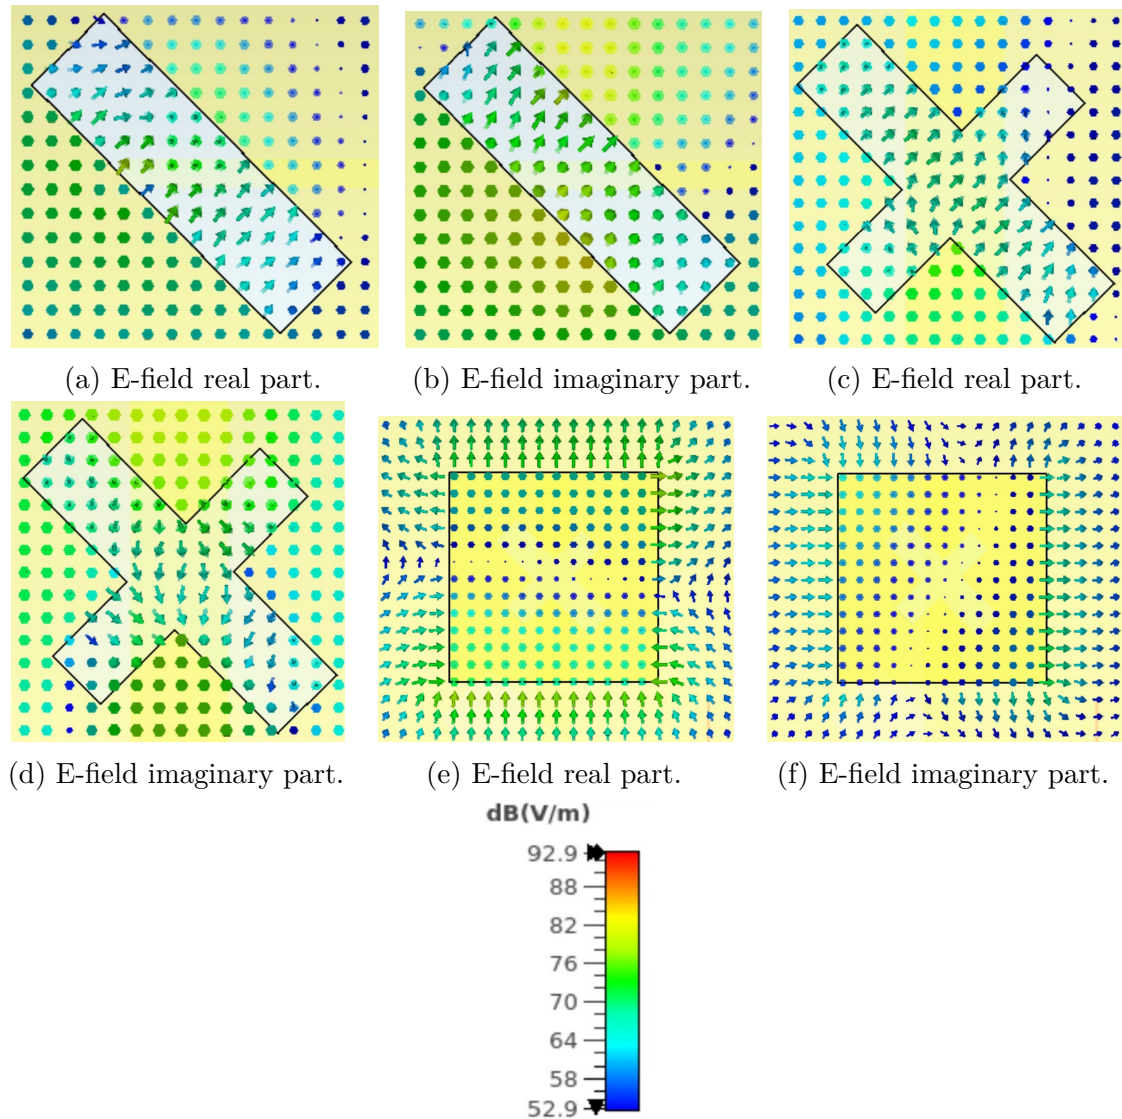 (a) E-field real part.
(b) E-field imaginary part.
(c) E-field real part.
(d) E-field imaginary part.
(e) E-field real part.
(f) E-field imaginary part.
dB(V/m)
92.9
88
82
76
70
64
58
52.9